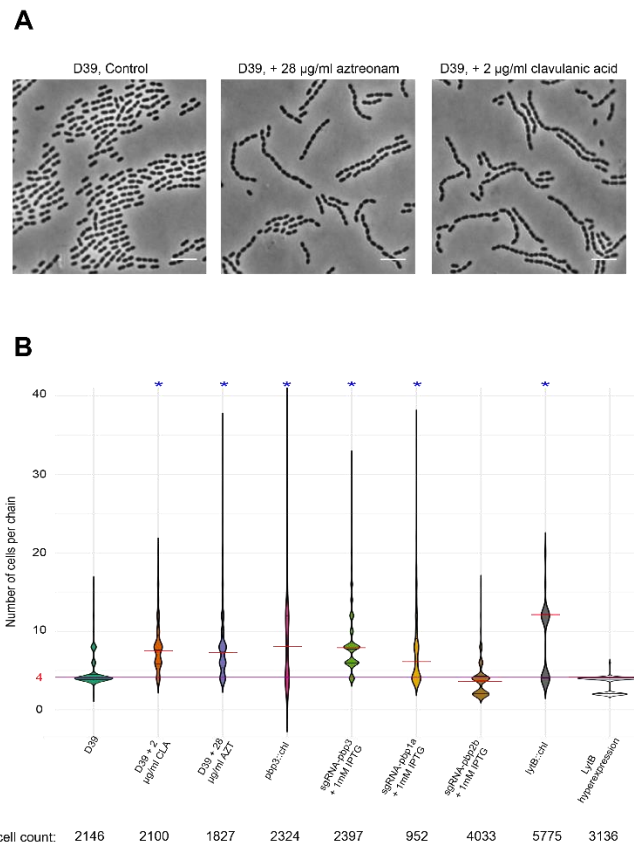 A
D39, Control
D39, + 28 µg/ml aztreonam
D39, + 2 µg/ml clavulanic acid
B
* * * * * *
40
30
20
10
4
0
Number of cells per chain
D39
D39 + 2
µg/ml CLA
D39 + 28
µg/ml AZT
pbp3::chl
sgRNA-pbp3
+ 1mM IPTG
sgRNA-pbp1a
+ 1mM IPTG
sgRNA-pbp2b
+ 1mM IPTG
lytB::chl
LytB
hyperexpression
cell count: 2146 2100 1827 2324 2397 952 4033 5775 3136